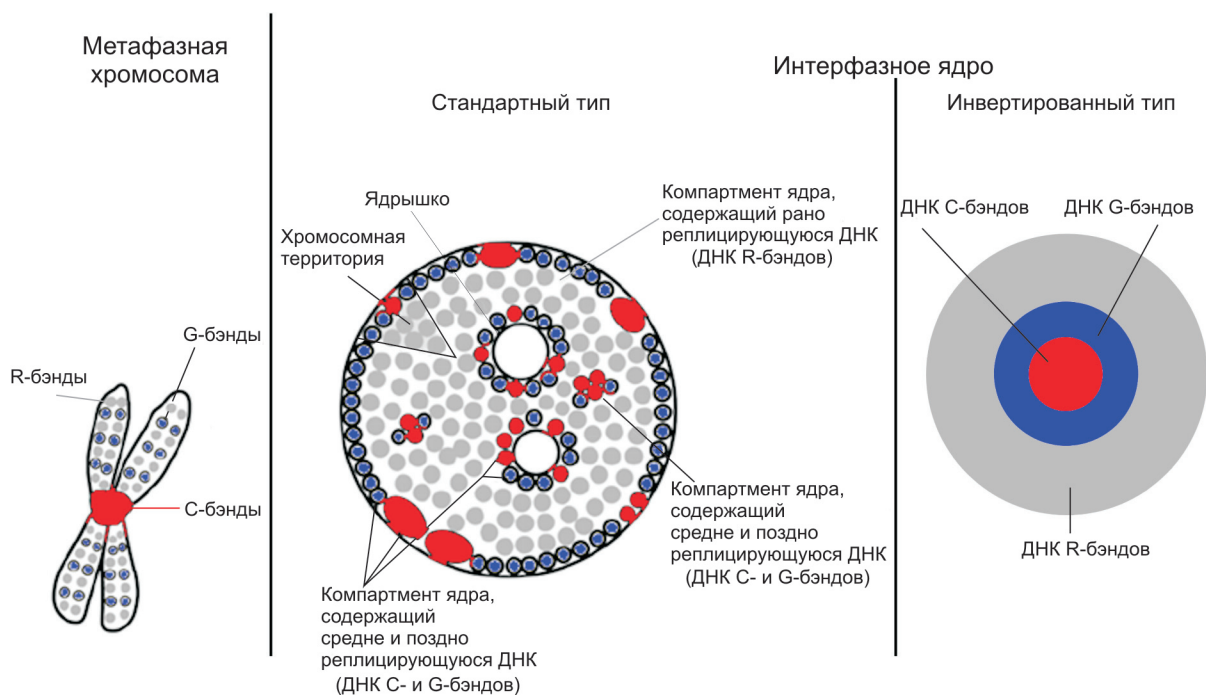 Метафазная
хромосома
Интерфазное ядро
Стандартный тип
Инвертированный тип
Ядрышко
Хромосомная
территория
Компартмент ядра,
содержащий рано
реплицирующуюся ДНК
(ДНК R-бэндов)
ДНК C-бэндов
ДНК G-бэндов
G-бэнды
R-бэнды
C-бэнды
Компартмент ядра,
содержащий
средне и поздно
реплицирующуюся ДНК
(ДНК C- и G-бэндов)
ДНК R-бэндов
Компартмент ядра,
содержащий
средне и поздно
реплицирующуюся ДНК
(ДНК C- и G-бэндов)